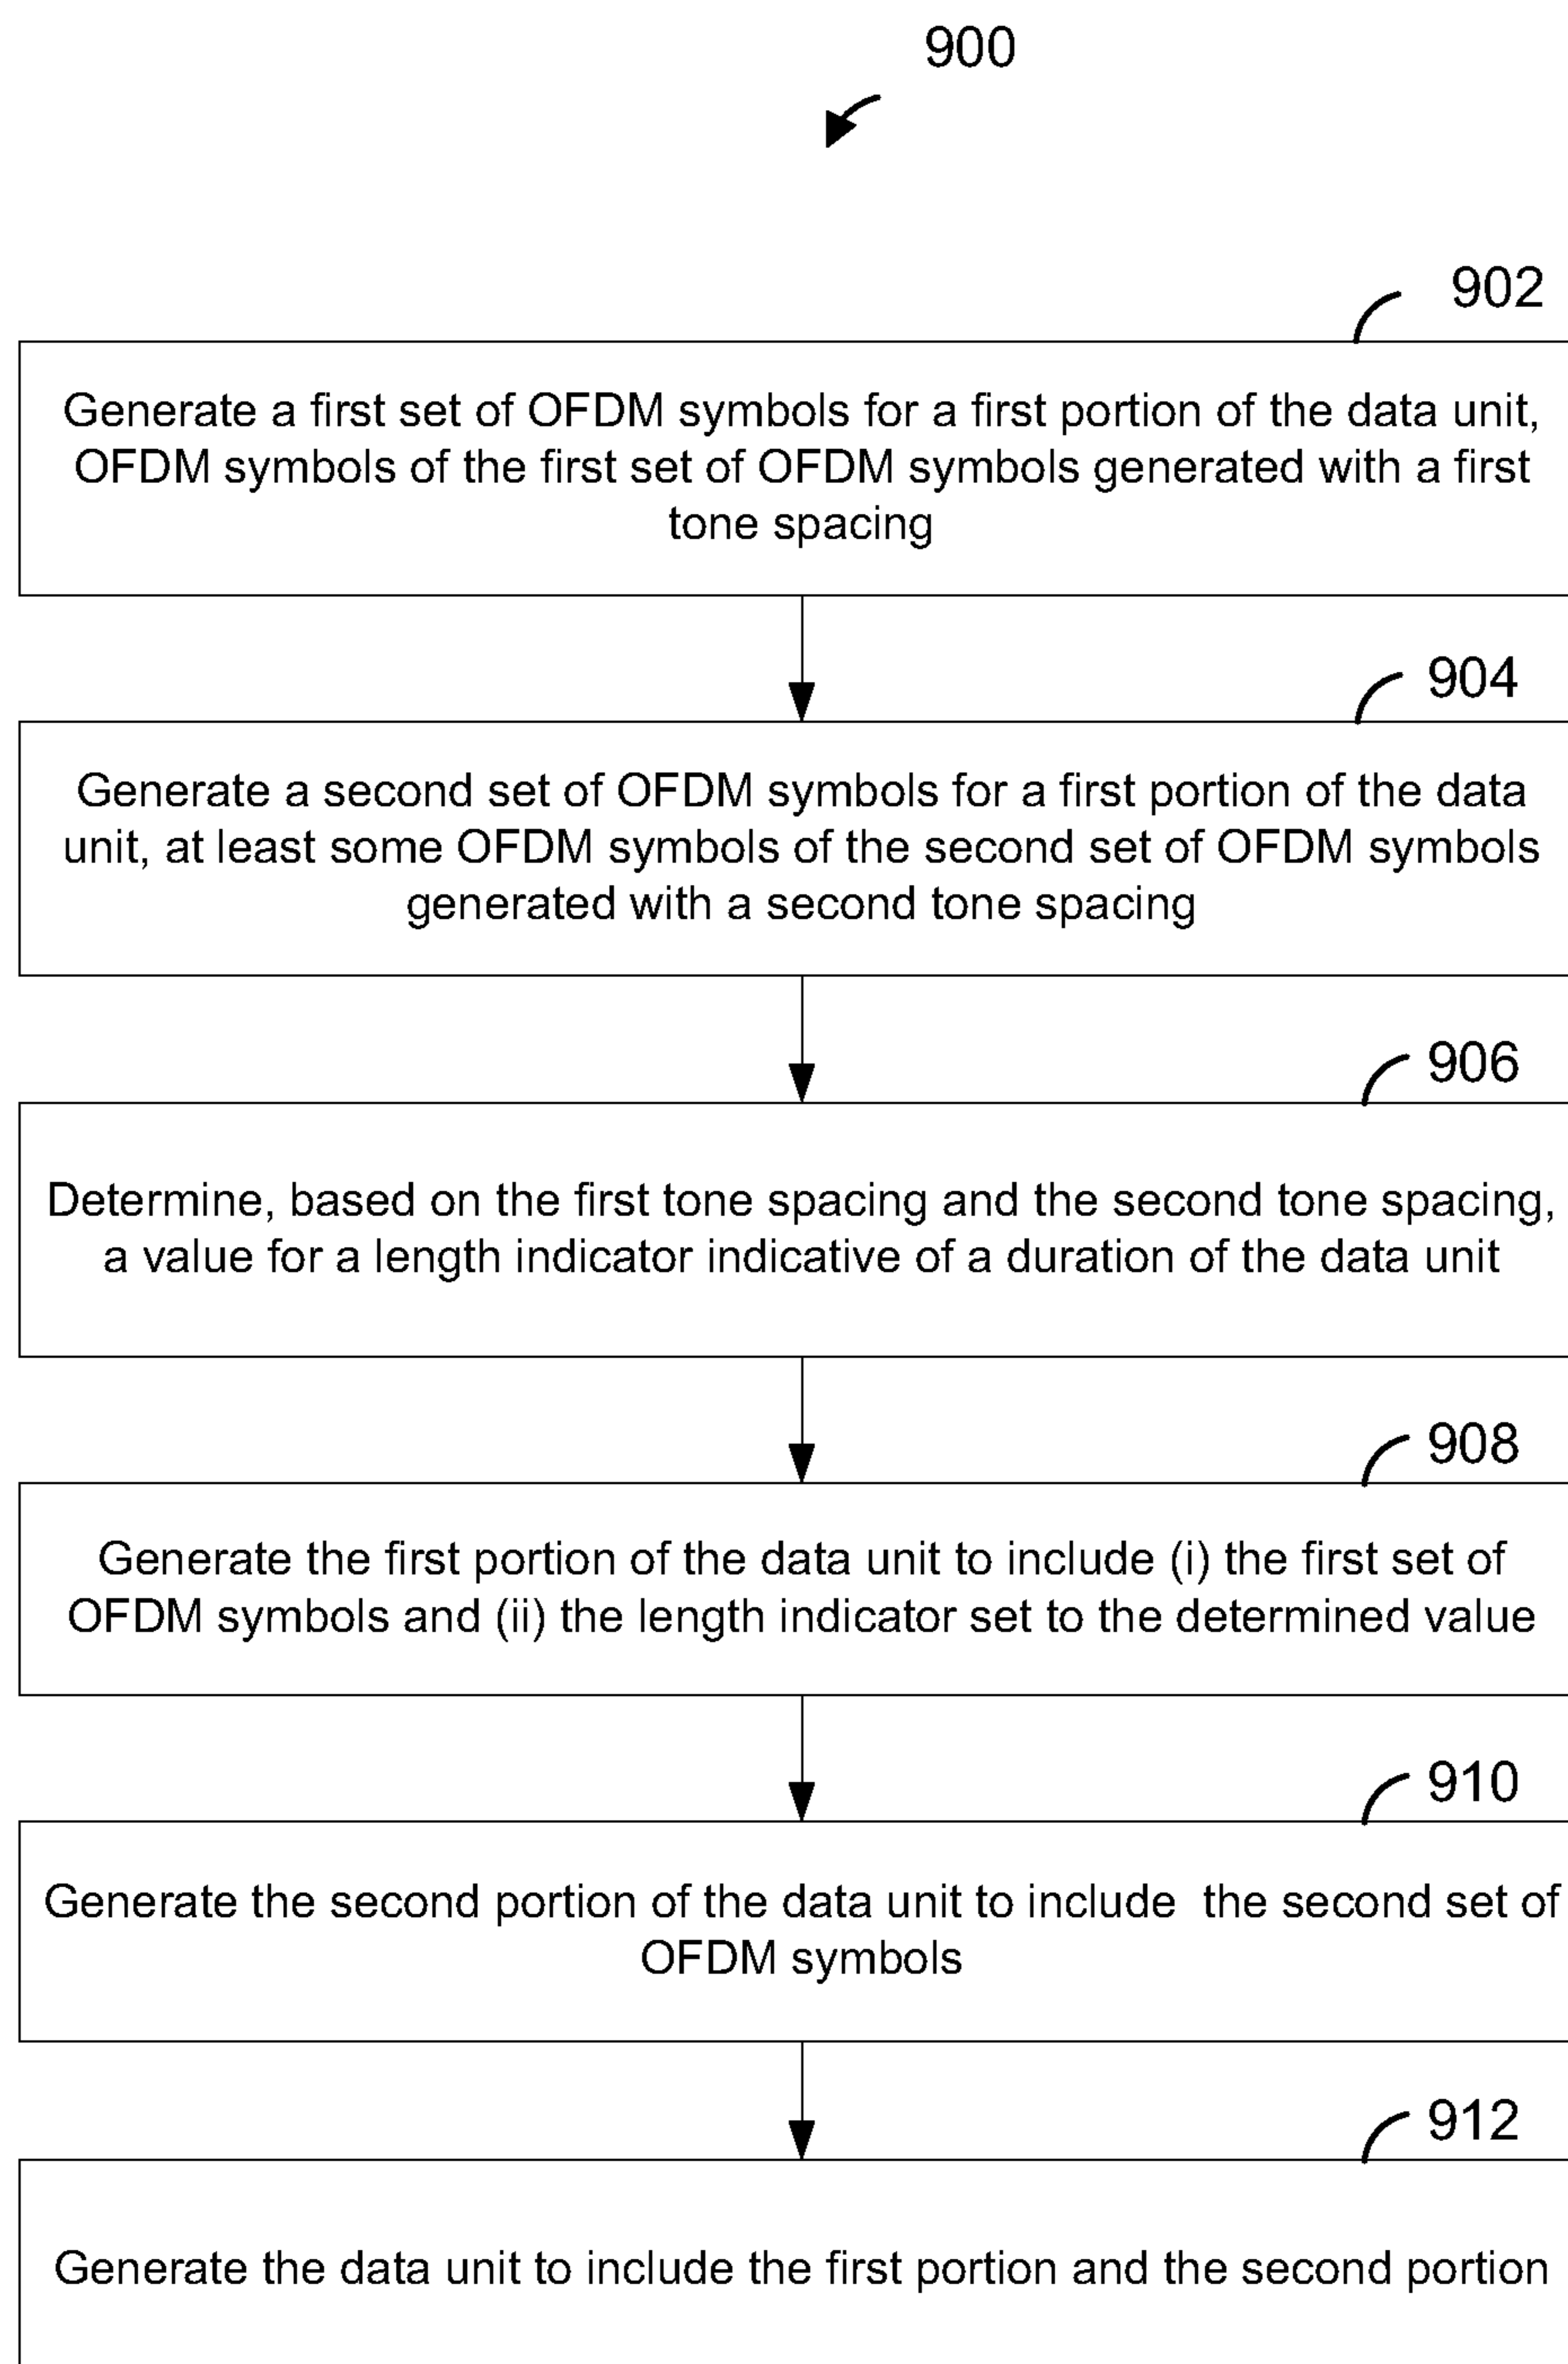 900
902
Generate a first set of OFDM symbols for a first portion of the data unit,
OFDM symbols of the first set of OFDM symbols generated with a first
tone spacing
904
Generate a second set of OFDM symbols for a first portion of the data
unit, at least some OFDM symbols of the second set of OFDM symbols
generated with a second tone spacing
906
Determine, based on the first tone spacing and the second tone spacing,
a value for a length indicator indicative of a duration of the data unit
908
Generate the first portion of the data unit to include (i) the first set of
OFDM symbols and (ii) the length indicator set to the determined value
910
Generate the second portion of the data unit to include  the second set of
OFDM symbols
912
Generate the data unit to include the first portion and the second portion